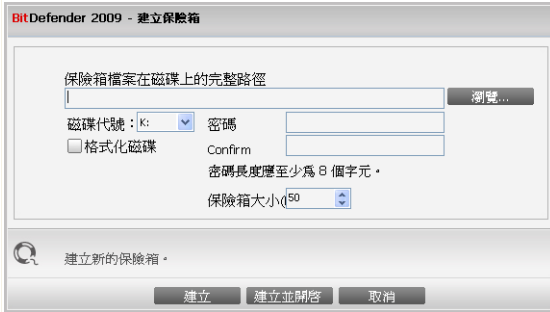 BitDefender 2009 - 建立保險箱
保險箱檔案在磁碟上的完整路徑
瀏覽...
磁碟代號：K: 密碼
格式化磁碟 Confirm
密碼長度應至少為 8 個字元。
保險箱大小( 50
建立新的保險箱。
建立 建立並開啓 取消